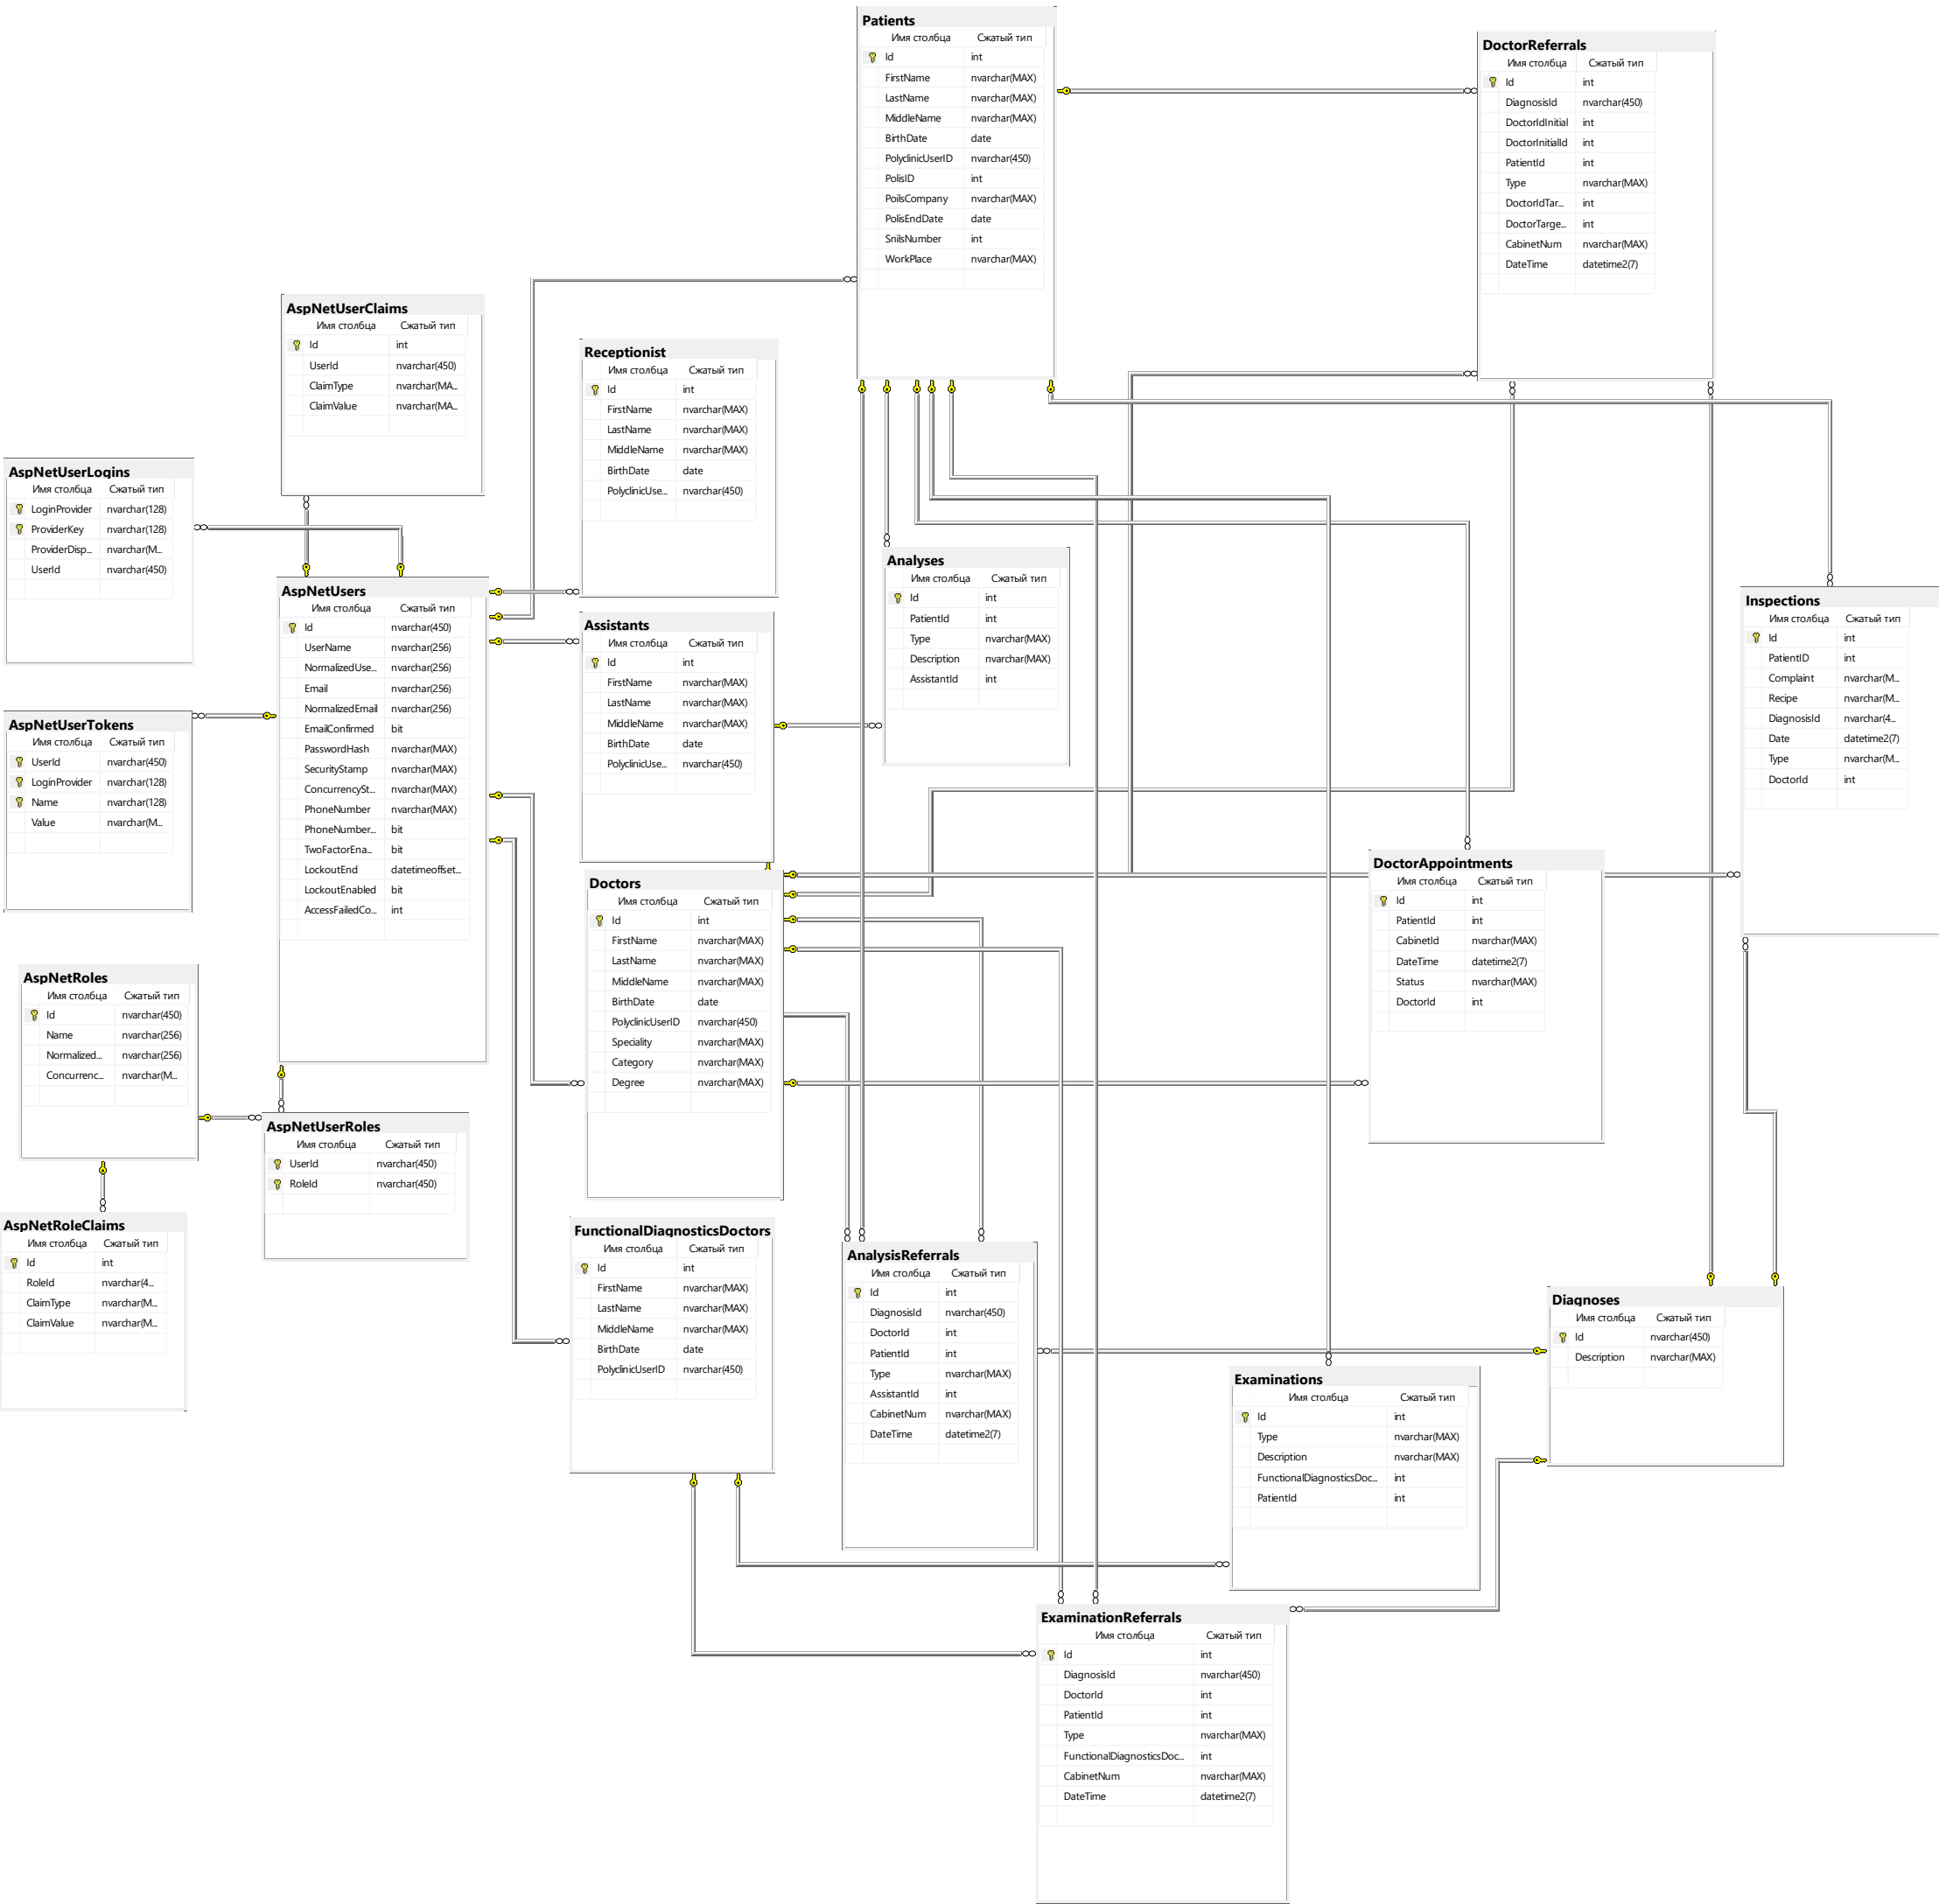 Patients
Имя столбца Сжатый тип
Id int
FirstName nvarchar(MAX)
LastName nvarchar(MAX)
MiddleName nvarchar(MAX)
BirthDate date
PolyclinicUserID nvarchar(450)
PolisID int
PoilsCompany nvarchar(MAX)
PolisEndDate date
SnilsNumber int
WorkPlace nvarchar(MAX)
DoctorReferrals
Имя столбца Сжатый тип
Id int
DiagnosisId nvarchar(450)
DoctorIdInitial int
DoctorInitialId int
PatientId int
Type nvarchar(MAX)
DoctorIdTar... int
DoctorTarge... int
CabinetNum nvarchar(MAX)
DateTime datetime2(7)
AspNetUserClaims
Имя столбца Сжатый тип
Id int
UserId nvarchar(450)
ClaimType nvarchar(MA...
ClaimValue nvarchar(MA...
Receptionist
Имя столбца Сжатый тип
Id int
FirstName nvarchar(MAX)
LastName nvarchar(MAX)
MiddleName nvarchar(MAX)
BirthDate date
PolyclinicUse... nvarchar(450)
AspNetUserLogins
Имя столбца Сжатый тип
LoginProvider nvarchar(128)
ProviderKey nvarchar(128)
ProviderDisp... nvarchar(M...
UserId nvarchar(450)
Analyses
Имя столбца Сжатый тип
Id int
PatientId int
Type nvarchar(MAX)
Description nvarchar(MAX)
AssistantId int
AspNetUsers
Имя столбца Сжатый тип
Id nvarchar(450)
UserName nvarchar(256)
NormalizedUse... nvarchar(256)
Email nvarchar(256)
NormalizedEmail nvarchar(256)
EmailConfirmed bit
PasswordHash nvarchar(MAX)
SecurityStamp nvarchar(MAX)
ConcurrencySt... nvarchar(MAX)
PhoneNumber nvarchar(MAX)
PhoneNumber... bit
TwoFactorEna... bit
LockoutEnd datetimeoffset...
LockoutEnabled bit
AccessFailedCo... int
Inspections
Имя столбца Сжатый тип
Id int
PatientID int
Complaint nvarchar(M...
Recipe nvarchar(M...
DiagnosisId nvarchar(4...
Date datetime2(7)
Type nvarchar(M...
DoctorId int
Assistants
Имя столбца Сжатый тип
Id int
FirstName nvarchar(MAX)
LastName nvarchar(MAX)
MiddleName nvarchar(MAX)
BirthDate date
PolyclinicUse... nvarchar(450)
AspNetUserTokens
Имя столбца Сжатый тип
UserId nvarchar(450)
LoginProvider nvarchar(128)
Name nvarchar(128)
Value nvarchar(M...
DoctorAppointments
Имя столбца Сжатый тип
Id int
PatientId int
CabinetId nvarchar(MAX)
DateTime datetime2(7)
Status nvarchar(MAX)
DoctorId int
Doctors
Имя столбца Сжатый тип
Id int
FirstName nvarchar(MAX)
LastName nvarchar(MAX)
MiddleName nvarchar(MAX)
BirthDate date
PolyclinicUserID nvarchar(450)
Speciality nvarchar(MAX)
Category nvarchar(MAX)
Degree nvarchar(MAX)
AspNetRoles
Имя столбца Сжатый тип
Id nvarchar(450)
Name nvarchar(256)
Normalized... nvarchar(256)
Concurrenc... nvarchar(M...
AspNetUserRoles
Имя столбца Сжатый тип
UserId nvarchar(450)
RoleId nvarchar(450)
AspNetRoleClaims
Имя столбца Сжатый тип
Id int
RoleId nvarchar(4...
ClaimType nvarchar(M...
ClaimValue nvarchar(M...
FunctionalDiagnosticsDoctors
Имя столбца Сжатый тип
Id int
FirstName nvarchar(MAX)
LastName nvarchar(MAX)
MiddleName nvarchar(MAX)
BirthDate date
PolyclinicUserID nvarchar(450)
AnalysisReferrals
Имя столбца Сжатый тип
Id int
DiagnosisId nvarchar(450)
DoctorId int
PatientId int
Type nvarchar(MAX)
AssistantId int
CabinetNum nvarchar(MAX)
DateTime datetime2(7)
Diagnoses
Имя столбца Сжатый тип
Id nvarchar(450)
Description nvarchar(MAX)
Examinations
Имя столбца Сжатый тип
Id int
Type nvarchar(MAX)
Description nvarchar(MAX)
FunctionalDiagnosticsDoc... int
PatientId int
ExaminationReferrals
Имя столбца Сжатый тип
Id int
DiagnosisId nvarchar(450)
DoctorId int
PatientId int
Type nvarchar(MAX)
FunctionalDiagnosticsDoc... int
CabinetNum nvarchar(MAX)
DateTime datetime2(7)